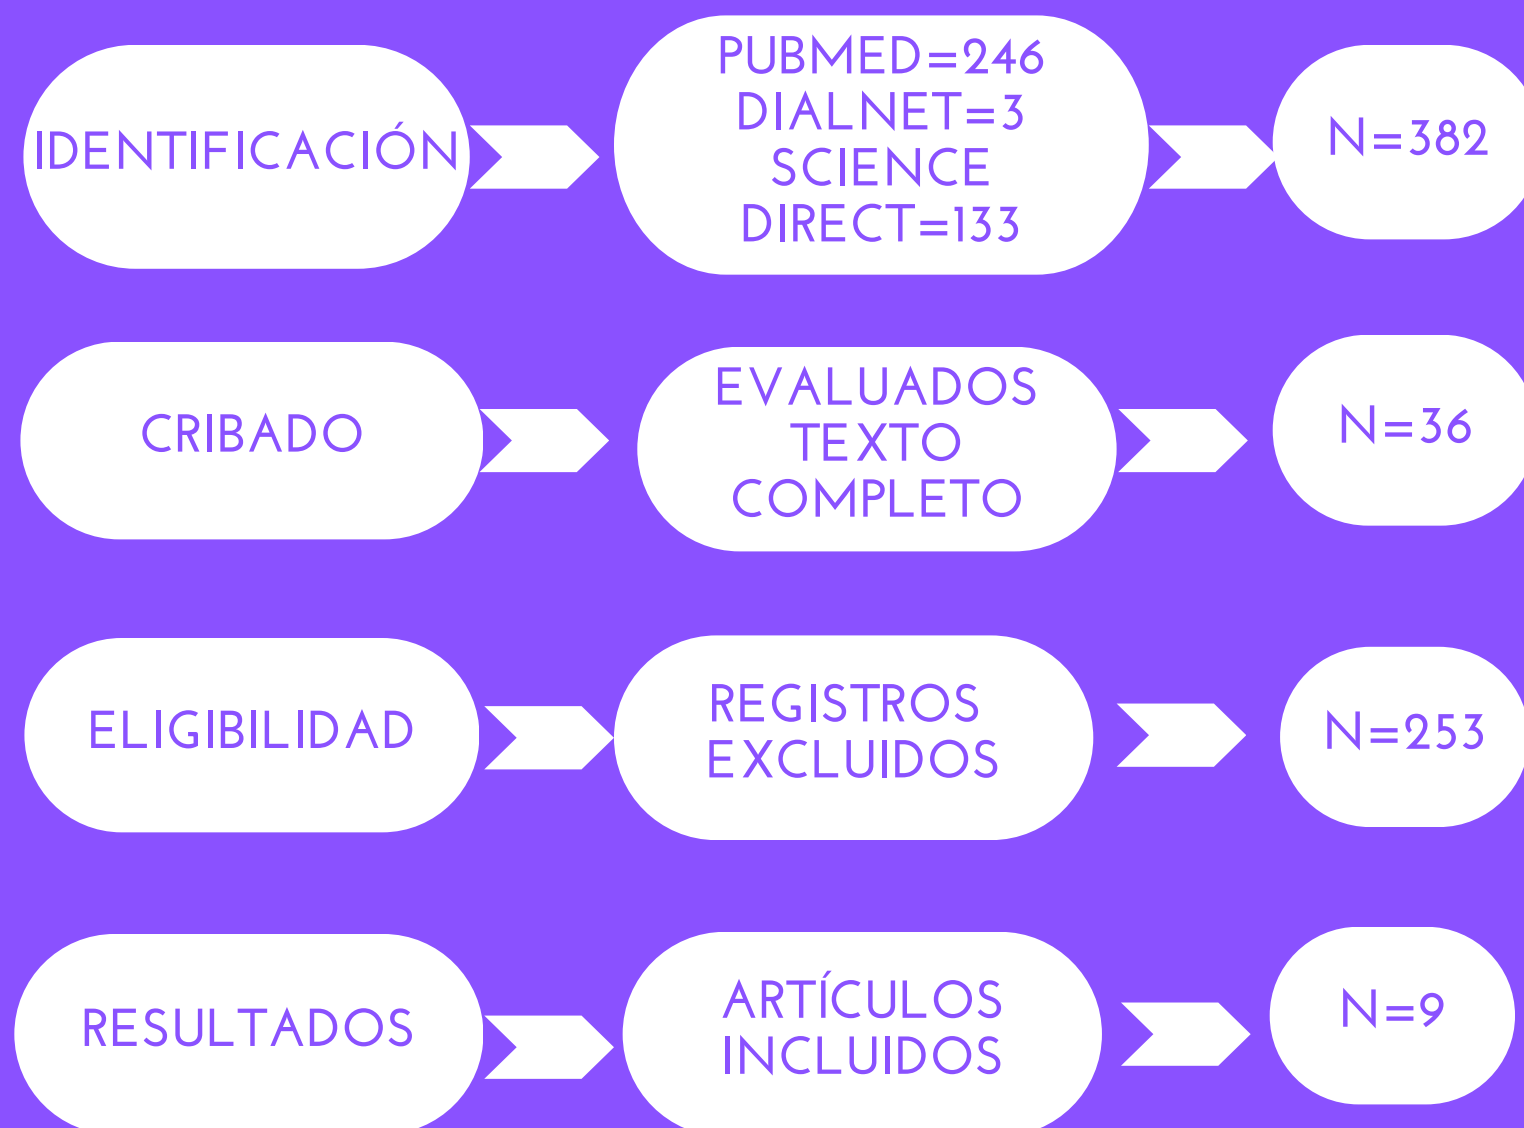 IDENTIFICACIÓN
PUBMED=246
DIALNET=3
SCIENCE
DIRECT=133
N=382
CRIBADO
EVALUADOS
TEXTO
COMPLETO
N=36
ELIGIBILIDAD
REGISTROS
EXCLUIDOS
N=253
RESULTADOS
ARTÍCULOS
INCLUIDOS
N=9